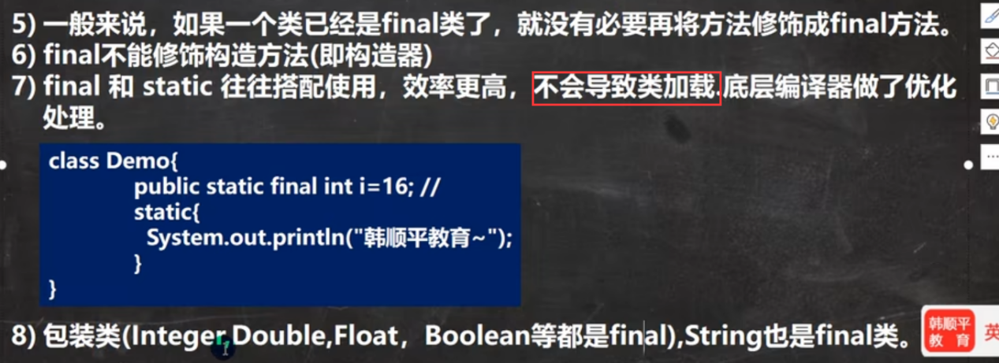 5) 一般来说，如果一个类已经是final类了，就没有必要再将方法修饰成final方法。
6) final不能修饰构造方法(即构造器)
7) final 和 static 往往搭配使用，效率更高，不会导致类加载.底层编译器做了优化
处理。
class Demo{
public static final int i=16; //
static{
System.out.println("韩顺平教育~");
}
}
8) 包装类(Integer,Double,Float，Boolean等都是final),String也是final类。
韩顺平
教 育
英